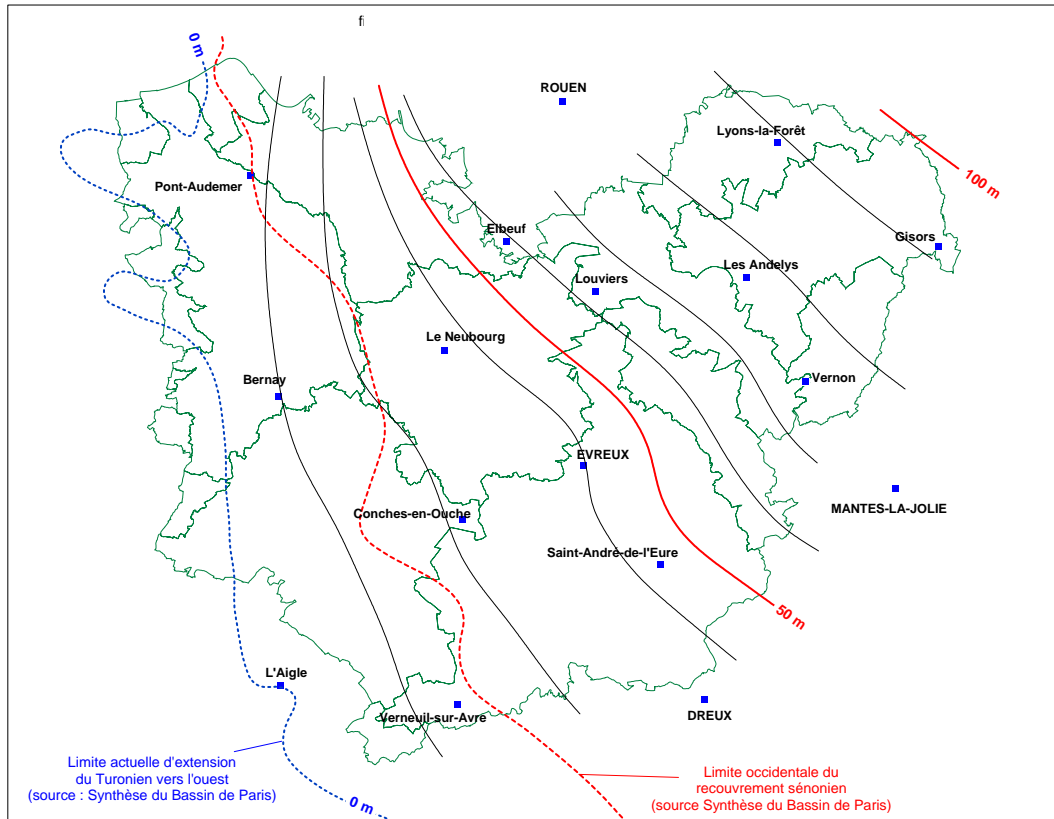 fi
0 m
ROUEN
Lyons-la-Forêt
100 m
Pont-Audemer
Elbeuf
Gisors
Les Andelys
Louviers
Le Neubourg
Bernay
Vernon
EVREUX
MANTES-LA-JOLIE
Conches-en-Ouche
Saint-André-de-l'Eure
50 m
L'Aigle
Verneuil-sur-Avre
DREUX
Limite actuelle d'extension
du Turonien vers l'ouest
(source : Synthèse du Bassin de Paris)
0 m
Limite occidentale du
recouvrement sénonien
(source Synthèse du Bassin de Paris)